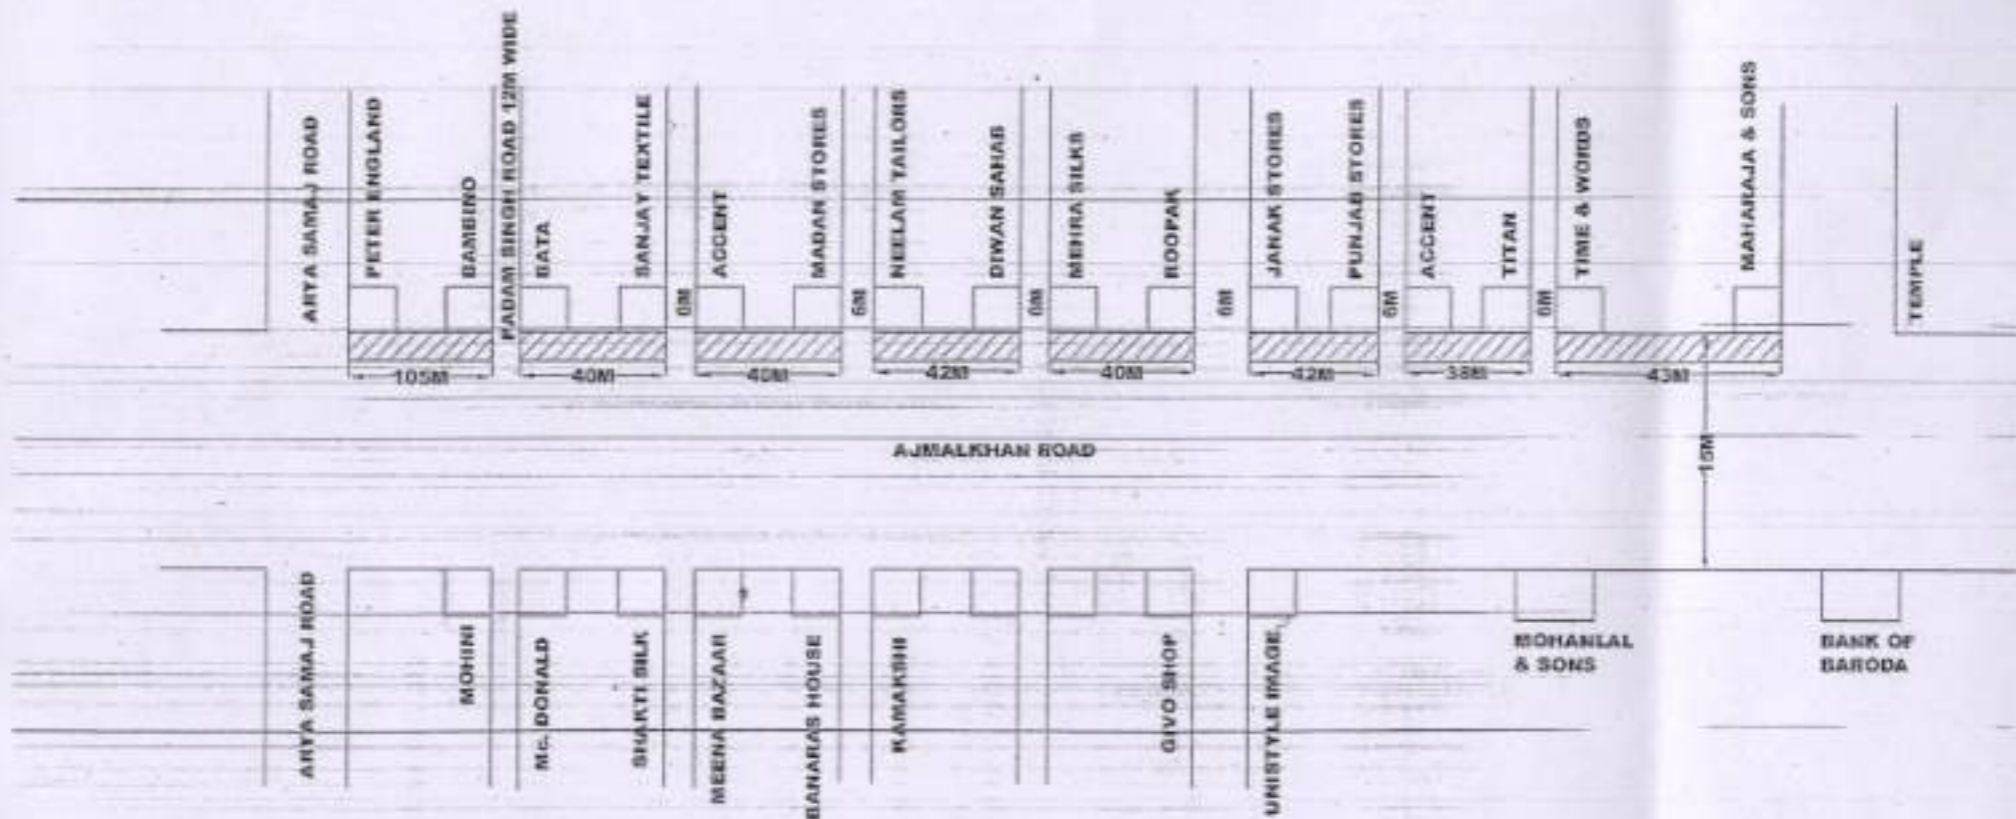 ARYA SAMAJ ROAD
PETER ENGLAND
BAMBINO
PADAM SINGH ROAD 12M WIDE
BATA
SANJAY TEXTILE
6M
ACCENT
MADAN STORES
6M
NEELAM TAILORS
DIWAN SAHAB
6M
MEHRA SILKS
ROOPAK
6M
JANAK STORES
PUNJAB STORES
6M
ACCENT
TITAN
6M
TIME & WORDS
MAHARAJA & SONS
TEMPLE
105M
40M
40M
42M
40M
42M
38M
43M
AJMALKHAN ROAD
15M
ARYA SAMAJ ROAD
MOHINI
Mc. DONALD
SHAKTI SILK
MEENA BAZAAR
BANARAS HOUSE
KAMAKSHI
GIVO SHOP
UNISTYLE IMAGE
MOHANLAL
& SONS
BANK OF
BARODA